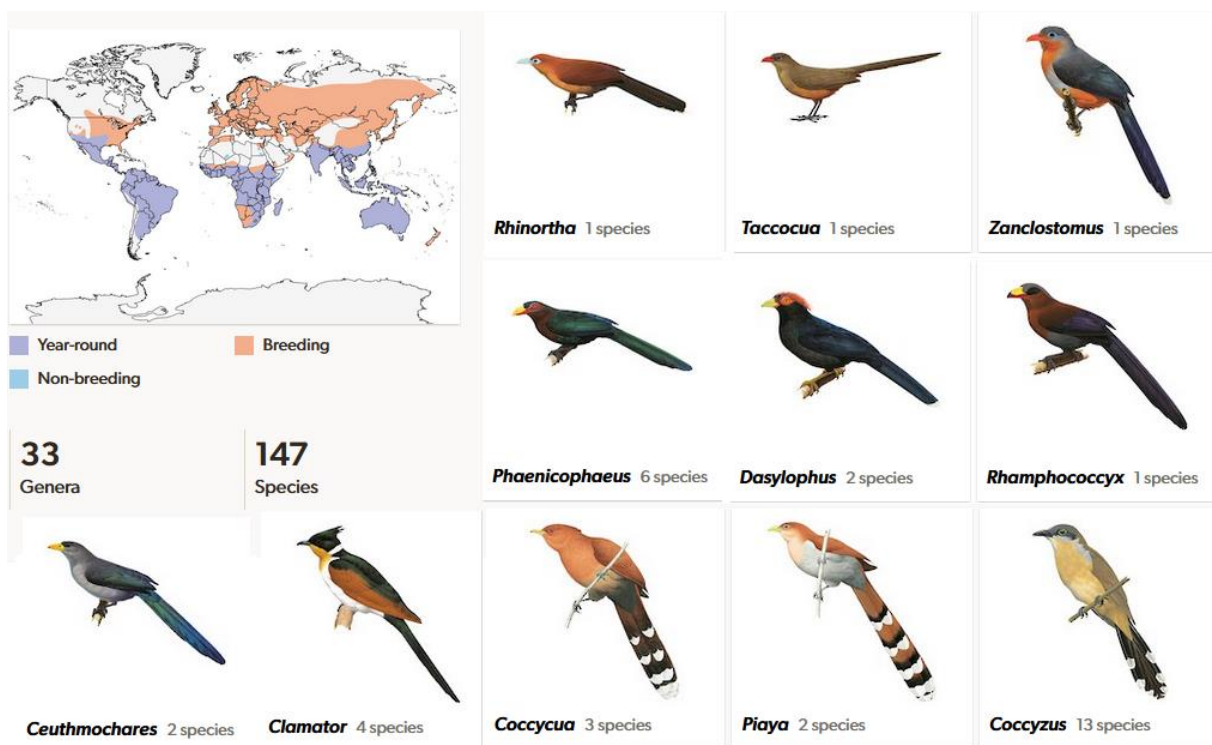 Rhinortha 1 species
Taccocua 1 species
Zanclostomus 1 species
Year-round
Breeding
Non-breeding
33
Genera
147
Species
Phaenicophaeus 6 species
Dasylophus 2 species
Rhamphococcyx 1 species
Ceuthmochares 2 species
Clamator 4 species
Coccycua 3 species
Piaya 2 species
Coccyzus 13 species